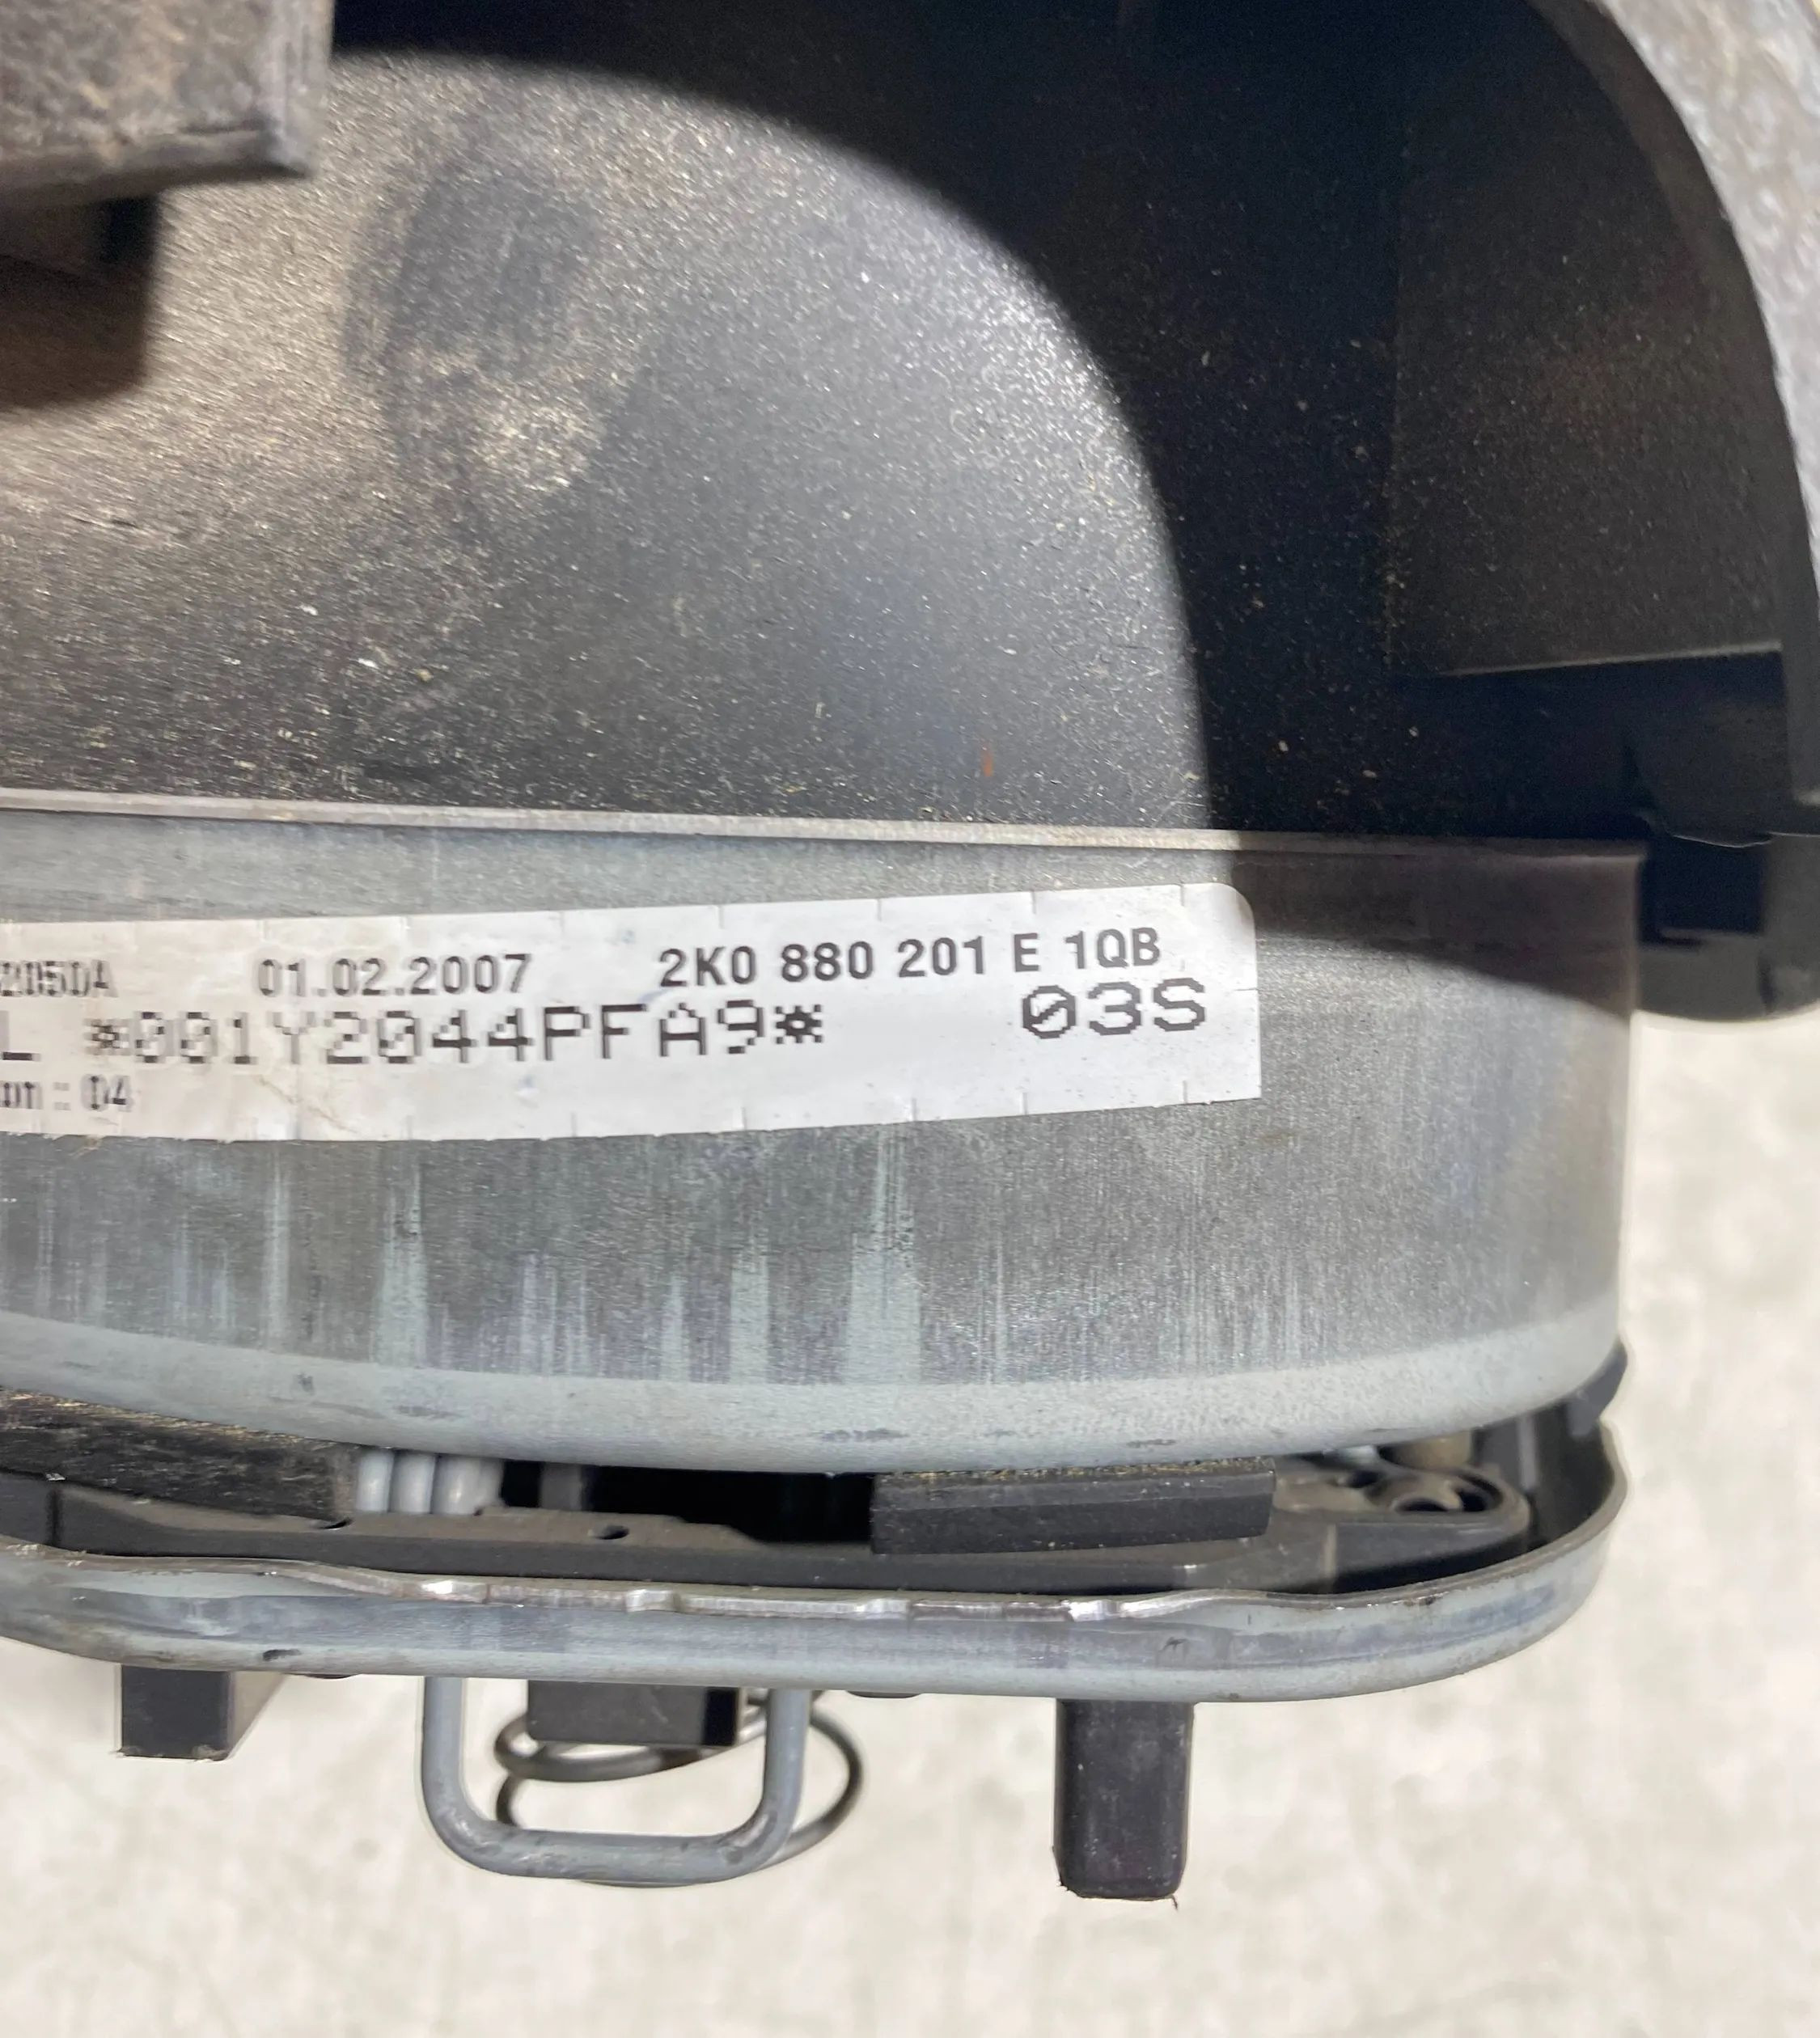 2050A 01.02.2007 2K0 880 201 E 1QB
L *001Y2044PFA9* 03S
on : 04